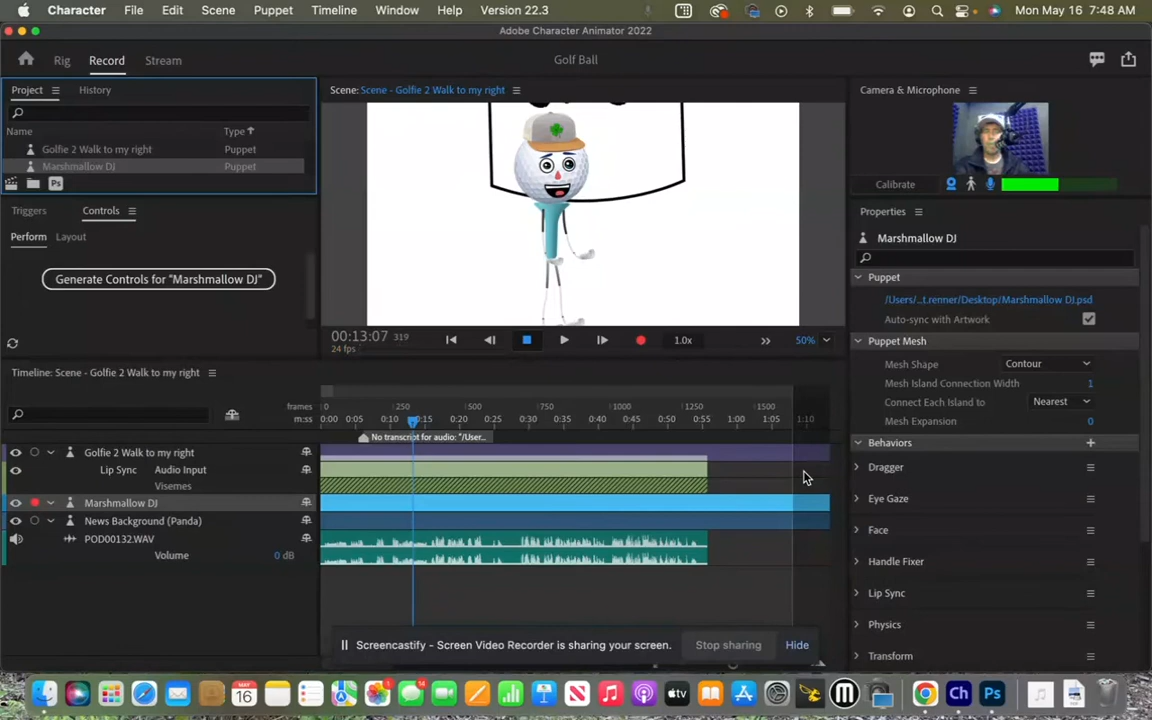 Character File Edit Scene Puppet Timeline Window Help Version 22.3 Mon May 16 7:48 AM
Adobe Character Animator 2022
Rig Record Stream Golf Ball
Project History
Scene: Scene - Golfie 2 Walk to my right
Camera & Microphone
Name Type
Golfie 2 Walk to my right Puppet
Marshmallow DJ Puppet
Ps
Calibrate
Triggers Controls
Properties
Perform Layout
Marshmallow DJ
Generate Controls for "Marshmallow DJ"
Puppet
/Users/...t.renner/Desktop/Marshmallow DJ.psd
Auto-sync with Artwork
00:13:07 319
24 fps
1.0x
50%
Puppet Mesh
Mesh Shape Contour
Timeline: Scene - Golfie 2 Walk to my right
Mesh Island Connection Width 1
Connect Each Island to Nearest
Mesh Expansion 0
frames 0 250 500 750 1000 1250 1500
m:ss 0:00 0:05 0:10 0:15 0:20 0:25 0:30 0:35 0:40 0:45 0:50 0:55 1:00 1:05 1:10
No transcript for audio: "/User...
Behaviors
Golfie 2 Walk to my right
Lip Sync Audio Input
Visemes
Dragger
Marshmallow DJ
Eye Gaze
News Background (Panda)
Face
POD00132.WAV
Volume 0 dB
Handle Fixer
Lip Sync
Physics
Transform
Screencastify - Screen Video Recorder is sharing your screen. Stop sharing Hide
MAY
16
14
tv
Ch
Ps